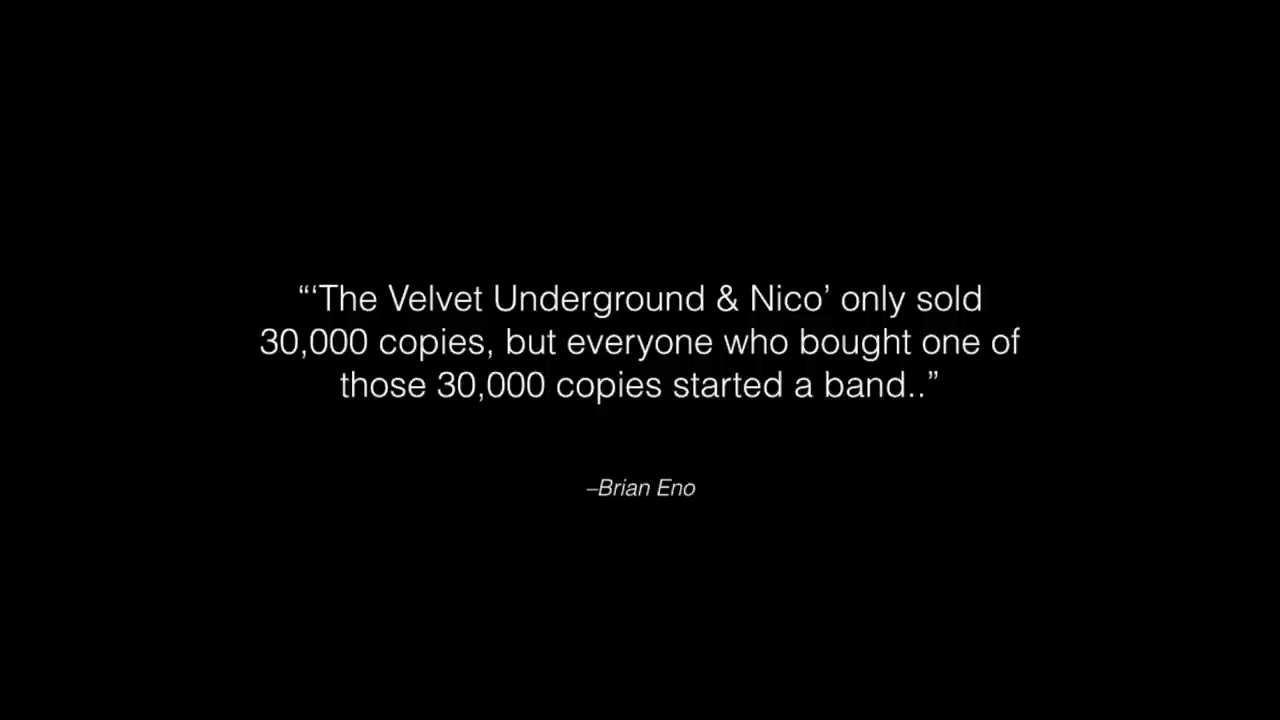 “‘The Velvet Underground & Nico’ only sold
30,000 copies, but everyone who bought one of
those 30,000 copies started a band..”
–Brian Eno